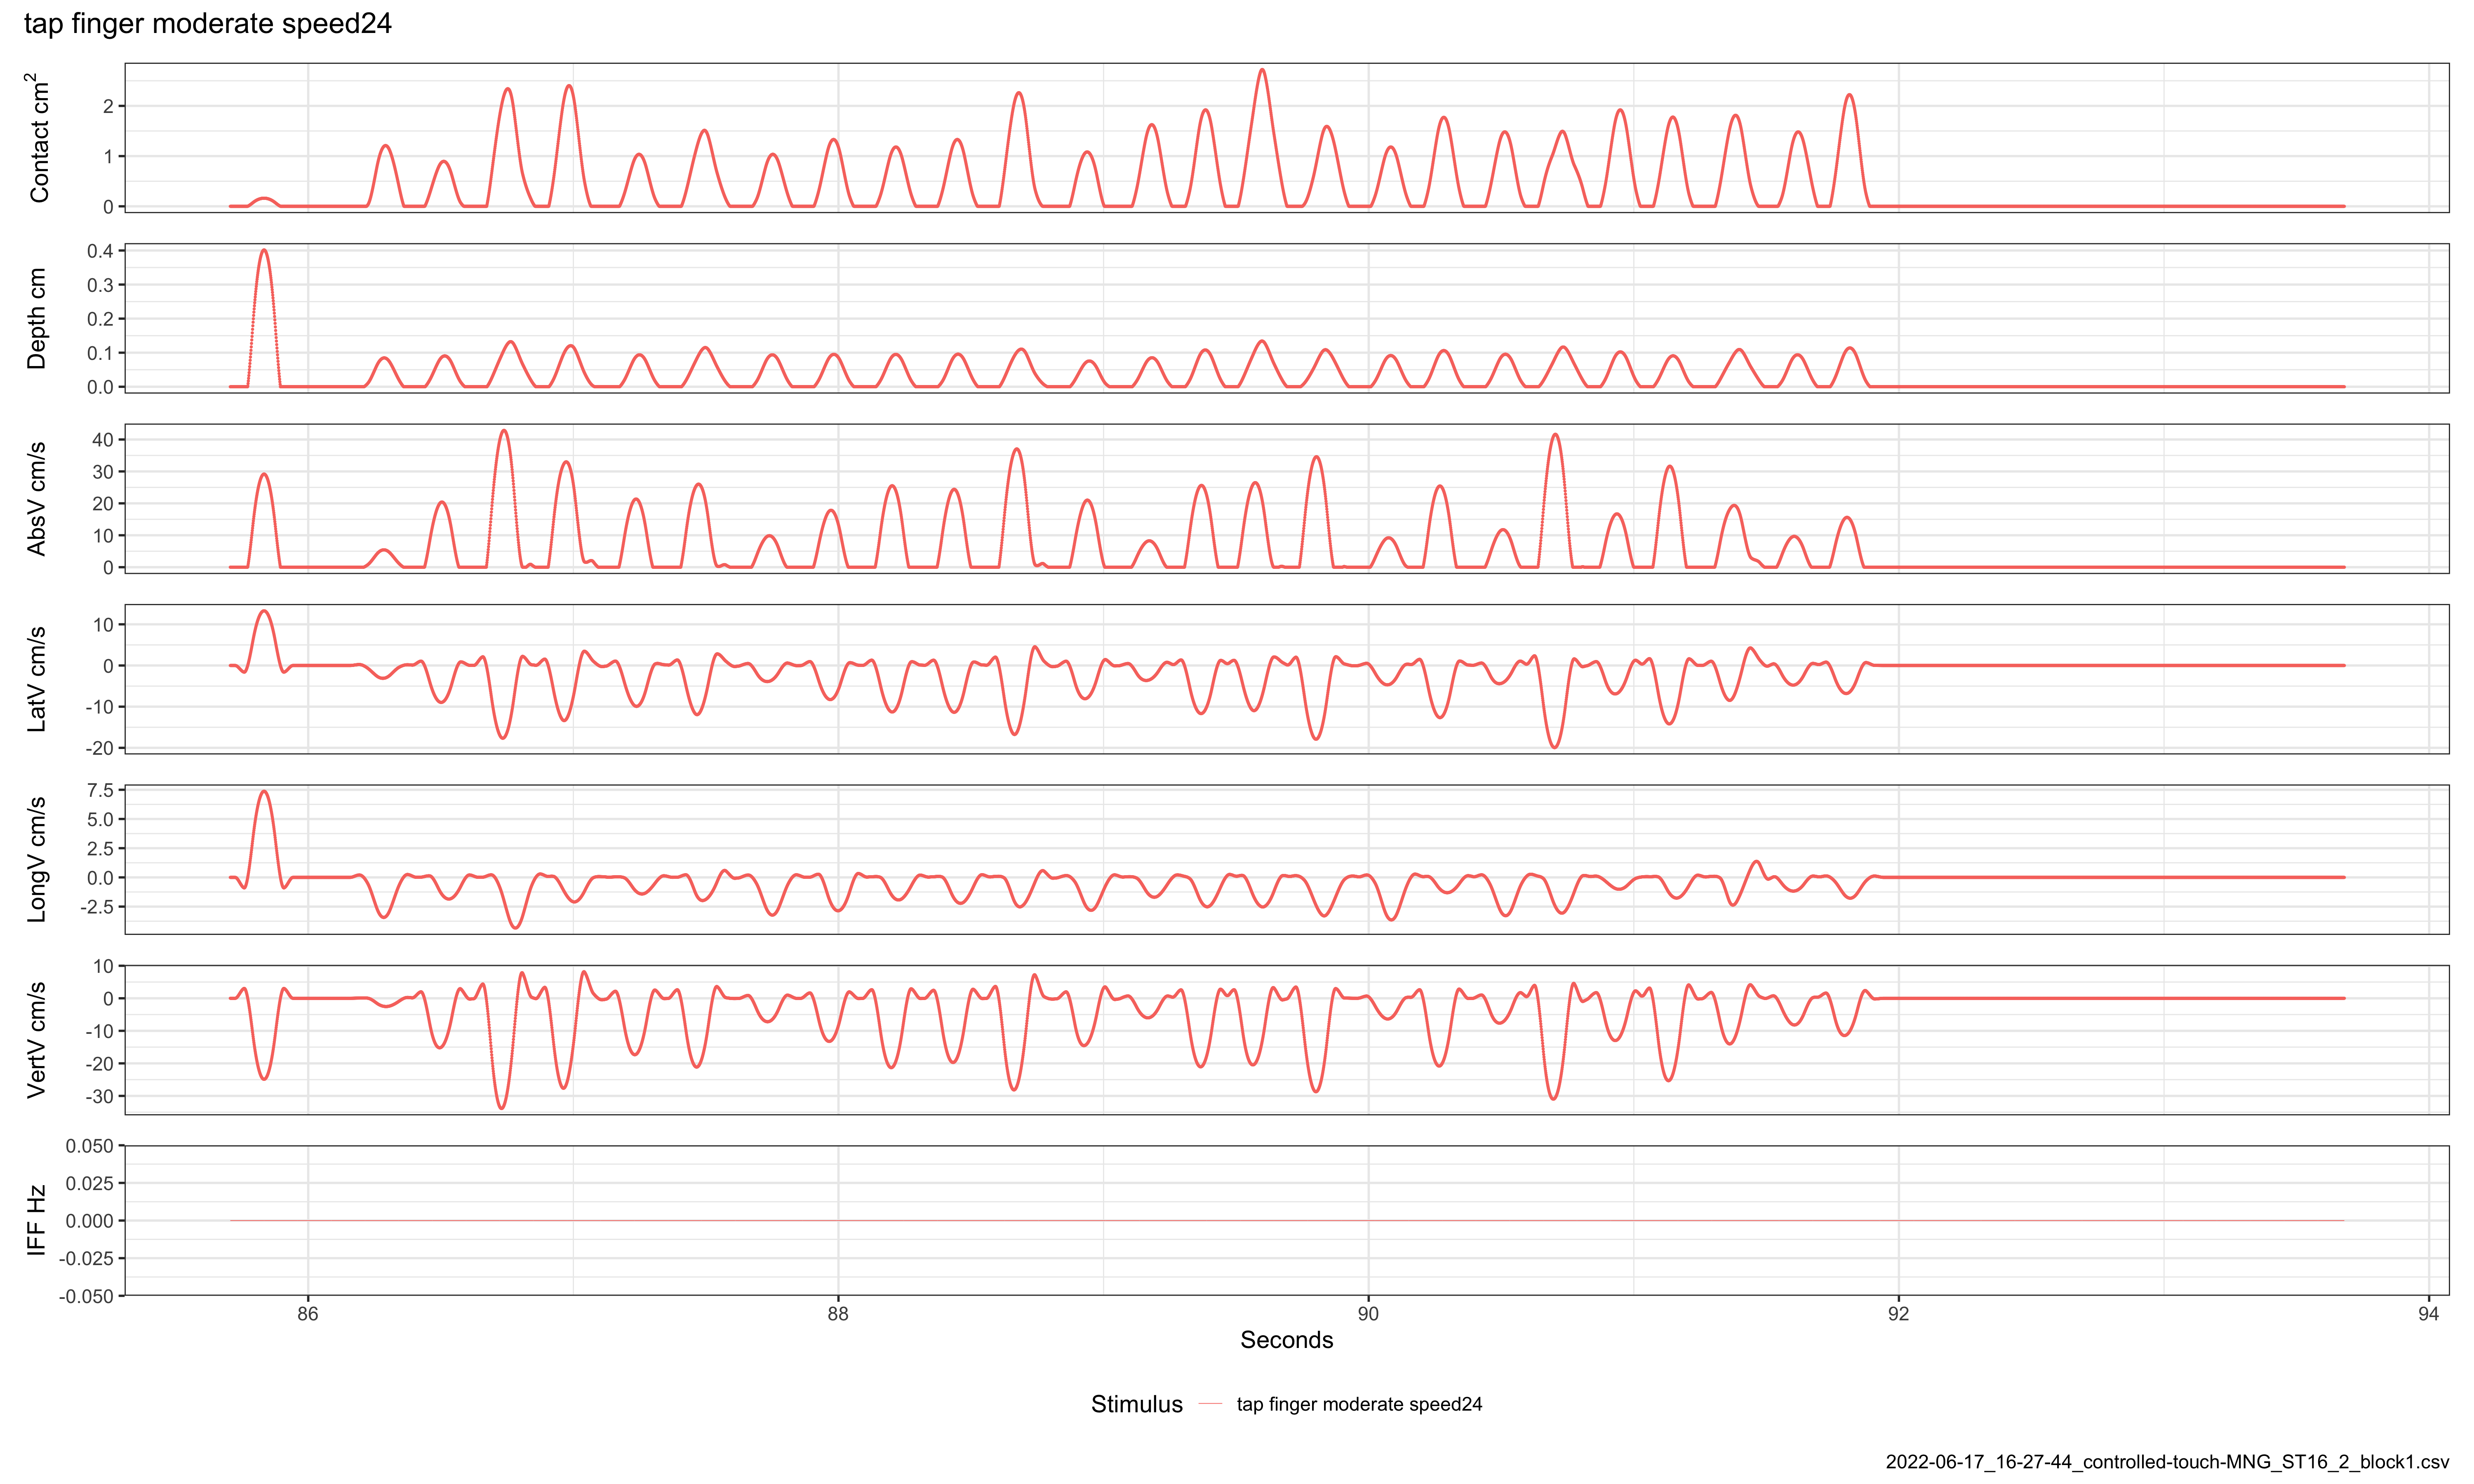 tap finger moderate speed24
Contact cm²
2
1
0
Depth cm
0.4
0.3
0.2
0.1
0.0
AbsV cm/s
40
30
20
10
0
LatV cm/s
10
0
-10
-20
LongV cm/s
7.5
5.0
2.5
0.0
-2.5
VertV cm/s
10
0
-10
-20
-30
IFF Hz
0.050
0.025
0.000
-0.025
-0.050
86 88 90 92 94
Seconds
Stimulus tap finger moderate speed24
2022-06-17_16-27-44_controlled-touch-MNG_ST16_2_block1.csv